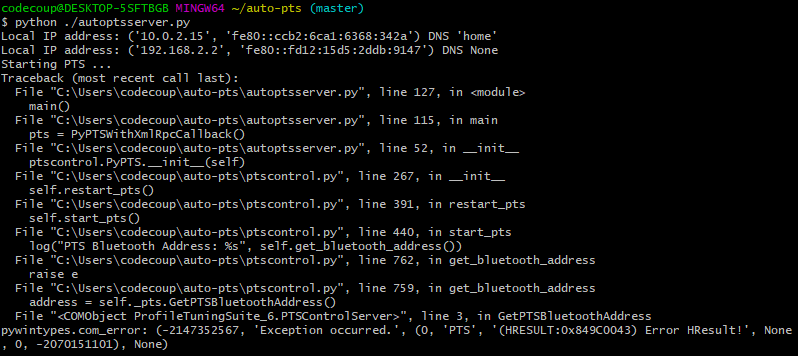 codecoup@DESKTOP-5SFTBGB MINGW64 ~/auto-pts (master)
$ python ./autoptsserver.py
Local IP address: ('10.0.2.15', 'fe80::ccb2:6ca1:6368:342a') DNS 'home'
Local IP address: ('192.168.2.2', 'fe80::fd12:15d5:2ddb:9147') DNS None
Starting PTS ...
Traceback (most recent call last):
  File "C:\Users\codecoup\auto-pts\autoptsserver.py", line 127, in <module>
    main()
  File "C:\Users\codecoup\auto-pts\autoptsserver.py", line 115, in main
    pts = PyPTSWithXmlRpcCallback()
  File "C:\Users\codecoup\auto-pts\autoptsserver.py", line 52, in __init__
    ptscontrol.PyPTS.__init__(self)
  File "C:\Users\codecoup\auto-pts\ptscontrol.py", line 267, in __init__
    self.restart_pts()
  File "C:\Users\codecoup\auto-pts\ptscontrol.py", line 391, in restart_pts
    self.start_pts()
  File "C:\Users\codecoup\auto-pts\ptscontrol.py", line 440, in start_pts
    log("PTS Bluetooth Address: %s", self.get_bluetooth_address())
  File "C:\Users\codecoup\auto-pts\ptscontrol.py", line 762, in get_bluetooth_address
    raise e
  File "C:\Users\codecoup\auto-pts\ptscontrol.py", line 759, in get_bluetooth_address
    address = self._pts.GetPTSBluetoothAddress()
  File "<COMObject ProfileTuningSuite_6.PTSControlServer>", line 3, in GetPTSBluetoothAddress
pywintypes.com_error: (-2147352567, 'Exception occurred.', (0, 'PTS', '(HRESULT:0x849C0043) Error HResult!', None
, 0, -2070151101), None)